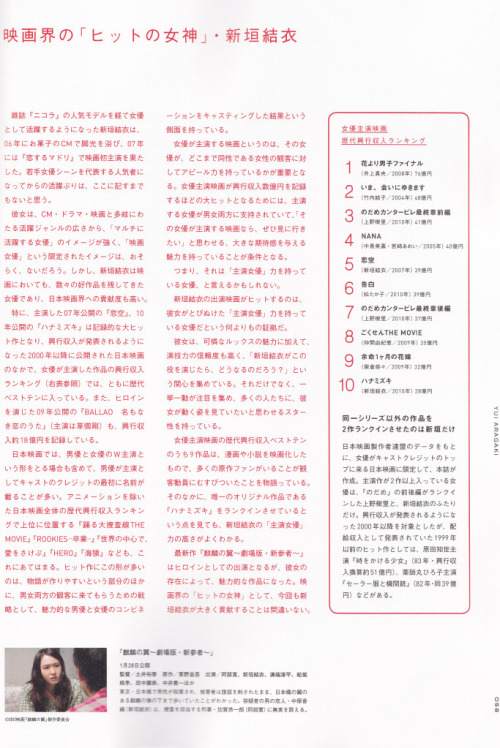 映画界の「ヒットの女神」・新垣結衣
雑誌『ニコラ』の人気モデルを経て女優
として活躍するようになった新垣結衣は、
06年にお菓子のCMで脚光を浴び、07年
には『恋するマドリ』で映画初主演を果た
した。若手女優シーンを代表する人気者に
なってからの活躍ぶりは、ここに記すまで
もないと思う。
彼女は、CM・ドラマ・映画と多岐にわ
たる活躍ジャンルの広さから、「マルチに
活躍する女優」のイメージが強く、「映画
女優」という限定されたイメージは、おそ
らく、ないだろう。しかし、新垣結衣は映
画においても、数々の好作品を残してきた
女優であり、日本映画界への貢献度も高い。
特に、主演した07年公開の『恋空』、10
年公開の『ハナミズキ』は記録的な大ヒッ
ト作となり、興行収入が発表されるように
なった2000年以降に公開された日本映画
のなかで、女優が主演した作品の興行収入
ランキング（右表参照）では、ともに歴代
ベストテンに入っている。また、ヒロイン
を演じた09年公開の『BALLAD 名もな
き恋のうた』（主演は草彅剛）も、興行収
入約18億円を記録している。
日本映画では、男優と女優のW主演と
いう形をとる場合も含めて、男優が主演と
してキャストのクレジットの最初に名前が
載ることが多い。アニメーションを除い
た日本映画全体の歴代興行収入ランキン
グで上位に位置する『踊る大捜査線THE
MOVIE』『ROOKIES -卒業-』『世界の中心で、
愛をさけぶ』『HERO』『海猿』なども、こ
れにあてはまる。ヒット作にこの形が多い
のは、物語が作りやすいという部分のほか
に、男女両方の観客に来てもらうための戦
略として、魅力的な男優と女優のコンビネ
ーションをキャスティングした結果という
側面を持っている。
女優が主演する映画というのは、その女
優が、どこまで同性である女性の観客に対
してアピール力を持っているかが重要とな
る。女優主演映画が興行収入数億円を記録
するほどの大ヒットとなるためには、主演
する女優が男女両方に支持されていて、「そ
の女優が主演する映画なら、ぜひ見に行き
たい」と思わせる、大きな期待感を与える
魅力を持っていることが条件となる。
つまり、それは「主演女優」力を持って
いる女優、と言えるかもしれない。
新垣結衣の出演映画がヒットするのは、
彼女がとびぬけた「主演女優」力を持って
いる女優だという何よりもの証拠だ。
彼女は、可憐なルックスの魅力に加えて、
演技力の信頼度も高く、「新垣結衣がこの
役を演じたら、どうなるのだろう？」とい
う関心を集めている。それだけでなく、一
挙一動が注目を集め、多くの人たちに、彼
女が動く姿を見ていたいと思わせるスター
性を持っている。
女優主演映画の歴代興行収入ベストテン
のうち9作品は、漫画や小説を映画化した
もので、多くの原作ファンがいることが観
客動員にむすびついたことを物語っている。
そのなかに、唯一のオリジナル作品である
『ハナミズキ』をランクインさせていると
いう点を見ても、新垣結衣の「主演女優」
力の高さがよくわかる。
最新作『麒麟の翼〜劇場版・新参者〜』
はヒロインとしての出演となるが、彼女の
存在によって、魅力的な作品になった。映
画界の「ヒットの女神」として、今回も新
垣結衣が大きく貢献することは間違いない。
女優主演映画
歴代興行収入ランキング
1 花より男子ファイナル
（井上真央／2008年）76億円
2 いま、会いにゆきます
（竹内結子／2004年）48億円
3 のだめカンタービレ最終章前編
（上野樹里／2010年）41億円
4 NANA
（中島美嘉・宮﨑あおい／2005年）40億円
5 恋空
（新垣結衣／2007年）39億円
6 告白
（松たか子／2010年）39億円
7 のだめカンタービレ最終章後編
（上野樹里／2010年）37億円
8 ごくせんTHE MOVIE
（仲間由紀恵／2009年）35億円
9 余命1ヶ月の花嫁
（榮倉奈々／2009年）32億円
10 ハナミズキ
（新垣結衣／2010年）28億円
同一シリーズ以外の作品を
2作ランクインさせたのは新垣だけ
日本映画製作者連盟のデータをもと
に、女優がキャストクレジットのトッ
プに来る日本映画に限定して、本誌が
作成。主演作が2作以上入っている女
優は、『のだめ』の前後編がランクイ
ンした上野樹里と、新垣結衣のふたり
だけ。興行収入が発表されるようにな
った2000年以降を対象としたが、配
給収入として発表されていた1999年
以前のヒット作としては、原田知世主
演『時をかける少女』（83年・興行収
入換算約51億円）、薬師丸ひろ子主演
『セーラー服と機関銃』（82年・同39億
円）などがある。
YUI ARAGAKI
『麒麟の翼〜劇場版・新参者〜』
1月28日公開
監督／土井裕泰 原作／東野圭吾 出演／阿部寛、新垣結衣、溝端淳平、松坂
桃李、田中麗奈、中井貴一ほか
東京・日本橋で男性が殺害された。被害者は腹部を刺されたまま、日本橋の翼の
ある麒麟の像の下まで歩いていたことがわかった。容疑者の男の恋人・中原香
織（新垣結衣）は、捜査を担当する刑事・加賀恭一郎（阿部寛）に無実を訴える。
©2012映画『麒麟の翼』製作委員会